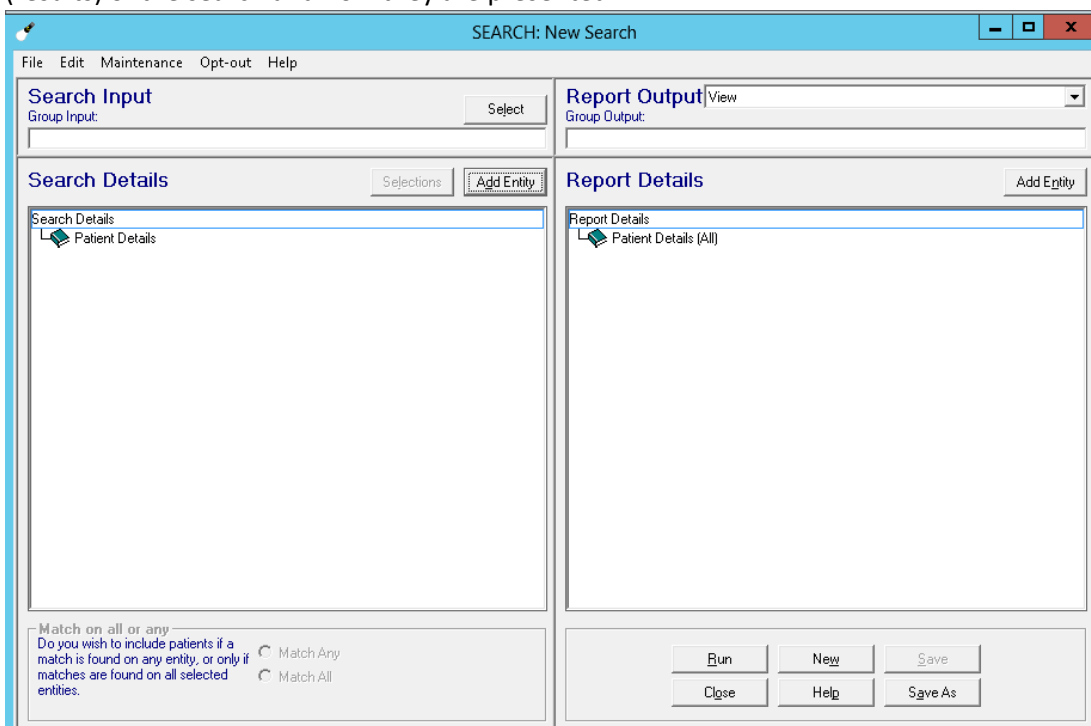 SEARCH: New Search
File Edit Maintenance Opt-out Help
Search Input
Group Input:
Select
Report Output
View
Group Output:
Search Details
Selections
Add Entity
Search Details
Patient Details
Report Details
Add Entity
Report Details
Patient Details (All)
Match on all or any
Do you wish to include patients if a
match is found on any entity, or only if
matches are found on all selected
entities.
Match Any
Match All
Run New Save
Close Help Save As